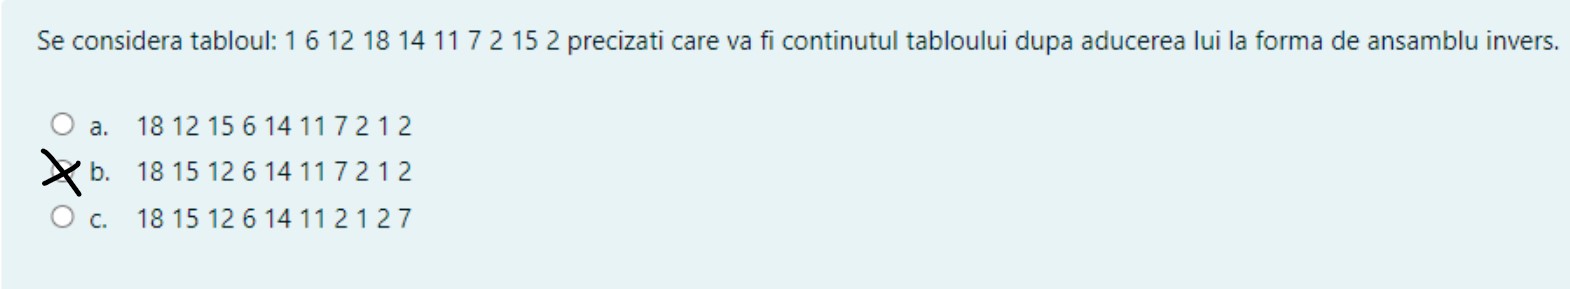 Se considera tabloul: 1 6 12 18 14 11 7 2 15 2 precizati care va fi continutul tabloului dupa aducerea lui la forma de ansamblu invers.
a. 18 12 15 6 14 11 7 2 1 2
b. 18 15 12 6 14 11 7 2 1 2
c. 18 15 12 6 14 11 2 1 2 7